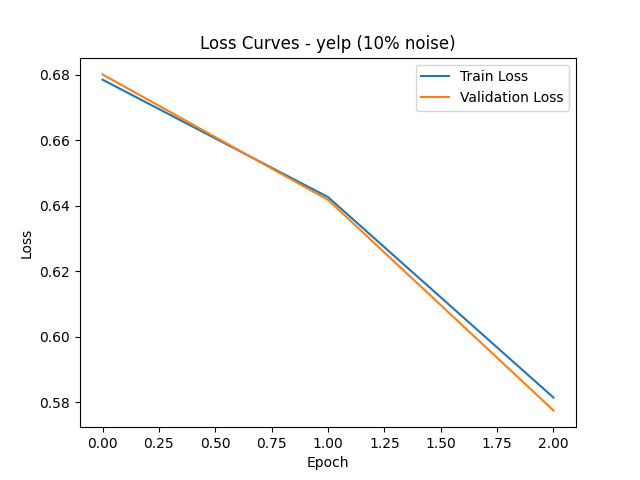 Loss Curves - yelp (10% noise)
Train Loss
Validation Loss
0.68
0.66
0.64
0.62
0.60
0.58
Loss
0.00 0.25 0.50 0.75 1.00 1.25 1.50 1.75 2.00
Epoch